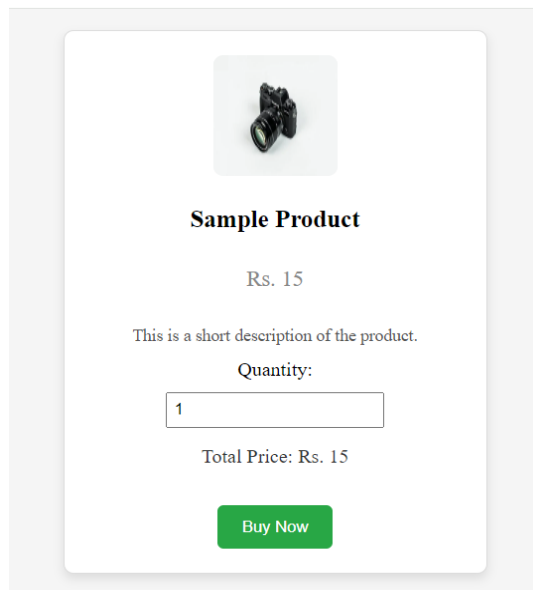 Sample Product
Rs. 15
This is a short description of the product.
Quantity:
1
Total Price: Rs. 15
Buy Now